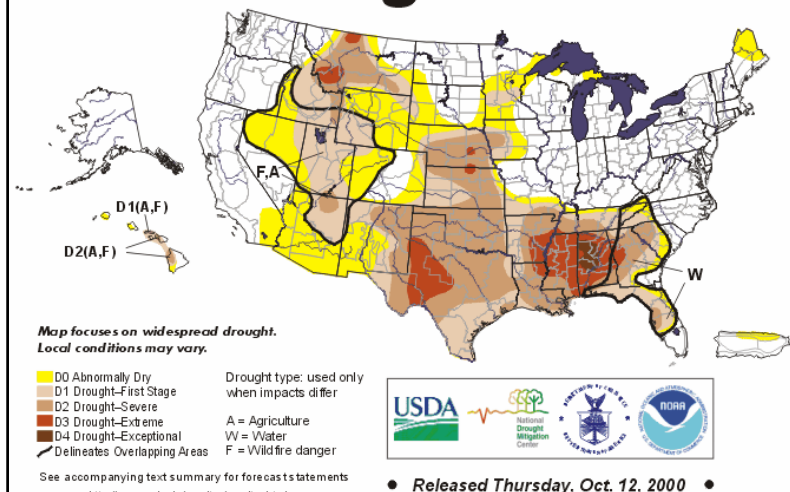 F,A
D1(A,F)
D2(A,F)
W
Map focuses on widespread drought.
Local conditions may vary.
D0 Abnormally Dry
D1 Drought–First Stage
D2 Drought–Severe
D3 Drought–Extreme
D4 Drought–Exceptional
Delineates Overlapping Areas
Drought type: used only
when impacts differ
A = Agriculture
W = Water
F = Wildfire danger
See accompanying text summary for forecast statements
USDA
National
Drought
Mitigation
Center
NOAA
• Released Thursday, Oct. 12, 2000 •